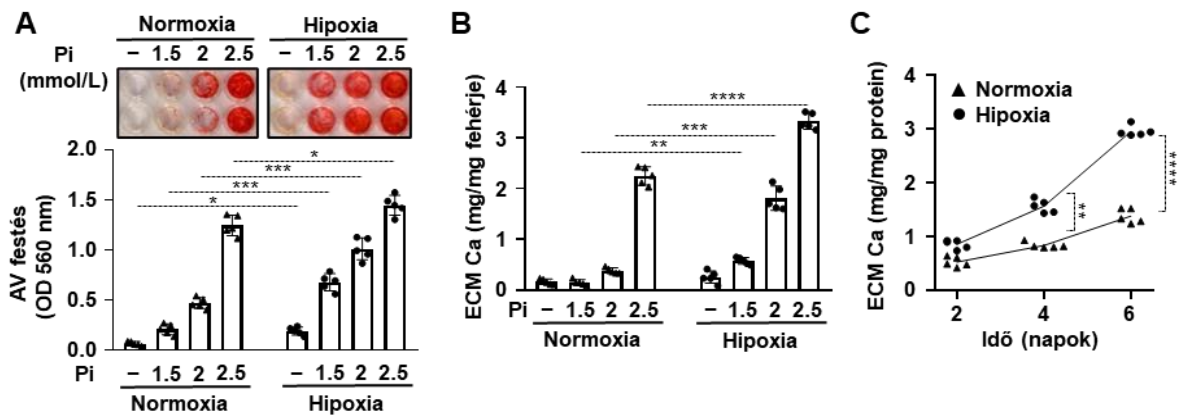 A
Normoxia Hipoxia
Pi – 1.5 2 2.5 – 1.5 2 2.5
(mmol/L)
AV festés
(OD 560 nm)
2.0
1.5
1.0
0.5
0.0
*
***
***
*
Pi – 1.5 2 2.5 – 1.5 2 2.5
Normoxia Hipoxia
B
ECM Ca (mg/mg fehérje)
4
3
2
1
0
****
***
**
Pi – 1.5 2 2.5 – 1.5 2 2.5
Normoxia Hipoxia
C
ECM Ca (mg/mg protein)
4
3
2
1
0
Normoxia
Hipoxia
**
****
2 4 6
Idő (napok)